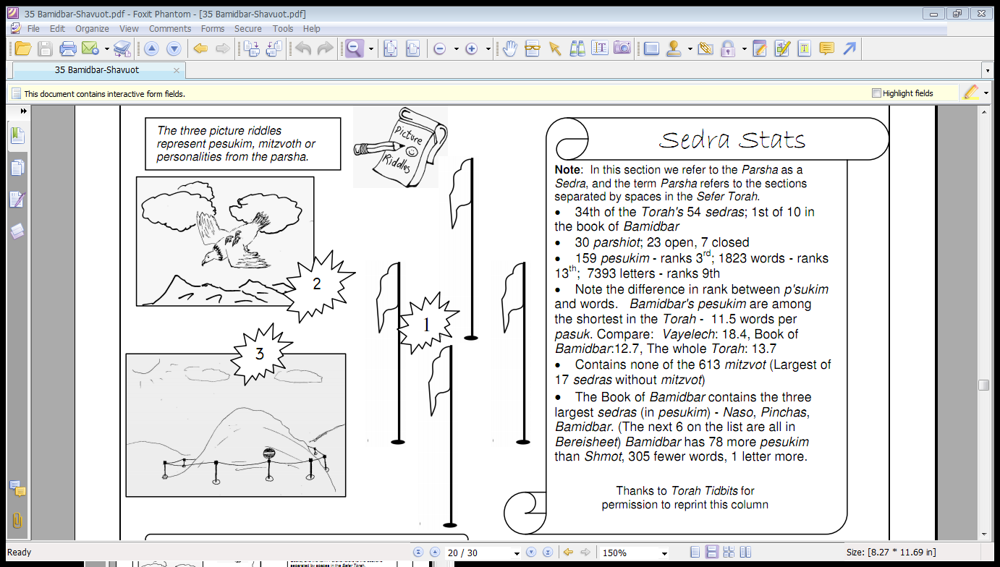 35 Bamidbar-Shavuot.pdf - Foxit Phantom - [35 Bamidbar-Shavuot.pdf]
File Edit Organize View Comments Forms Secure Tools Help
35 Bamidbar-Shavuot
This document contains interactive form fields.
Highlight fields
The three picture riddles
represent pesukim, mitzvoth or
personalities from the parsha.
Picture
Riddles
2
1
3
Sedra Stats
Note: In this section we refer to the Parsha as a
Sedra, and the term Parsha refers to the sections
separated by spaces in the Sefer Torah.
• 34th of the Torah's 54 sedras; 1st of 10 in
the book of Bamidbar
• 30 parshiot; 23 open, 7 closed
• 159 pesukim - ranks 3rd; 1823 words - ranks
13th; 7393 letters - ranks 9th
• Note the difference in rank between p'sukim
and words. Bamidbar's pesukim are among
the shortest in the Torah - 11.5 words per
pasuk. Compare: Vayelech: 18.4, Book of
Bamidbar:12.7, The whole Torah: 13.7
• Contains none of the 613 mitzvot (Largest of
17 sedras without mitzvot)
• The Book of Bamidbar contains the three
largest sedras (in pesukim) - Naso, Pinchas,
Bamidbar. (The next 6 on the list are all in
Bereisheet) Bamidbar has 78 more pesukim
than Shmot, 305 fewer words, 1 letter more.
Thanks to Torah Tidbits for
permission to reprint this column
Ready
20 / 30
150%
Size: [8.27 * 11.69 in]